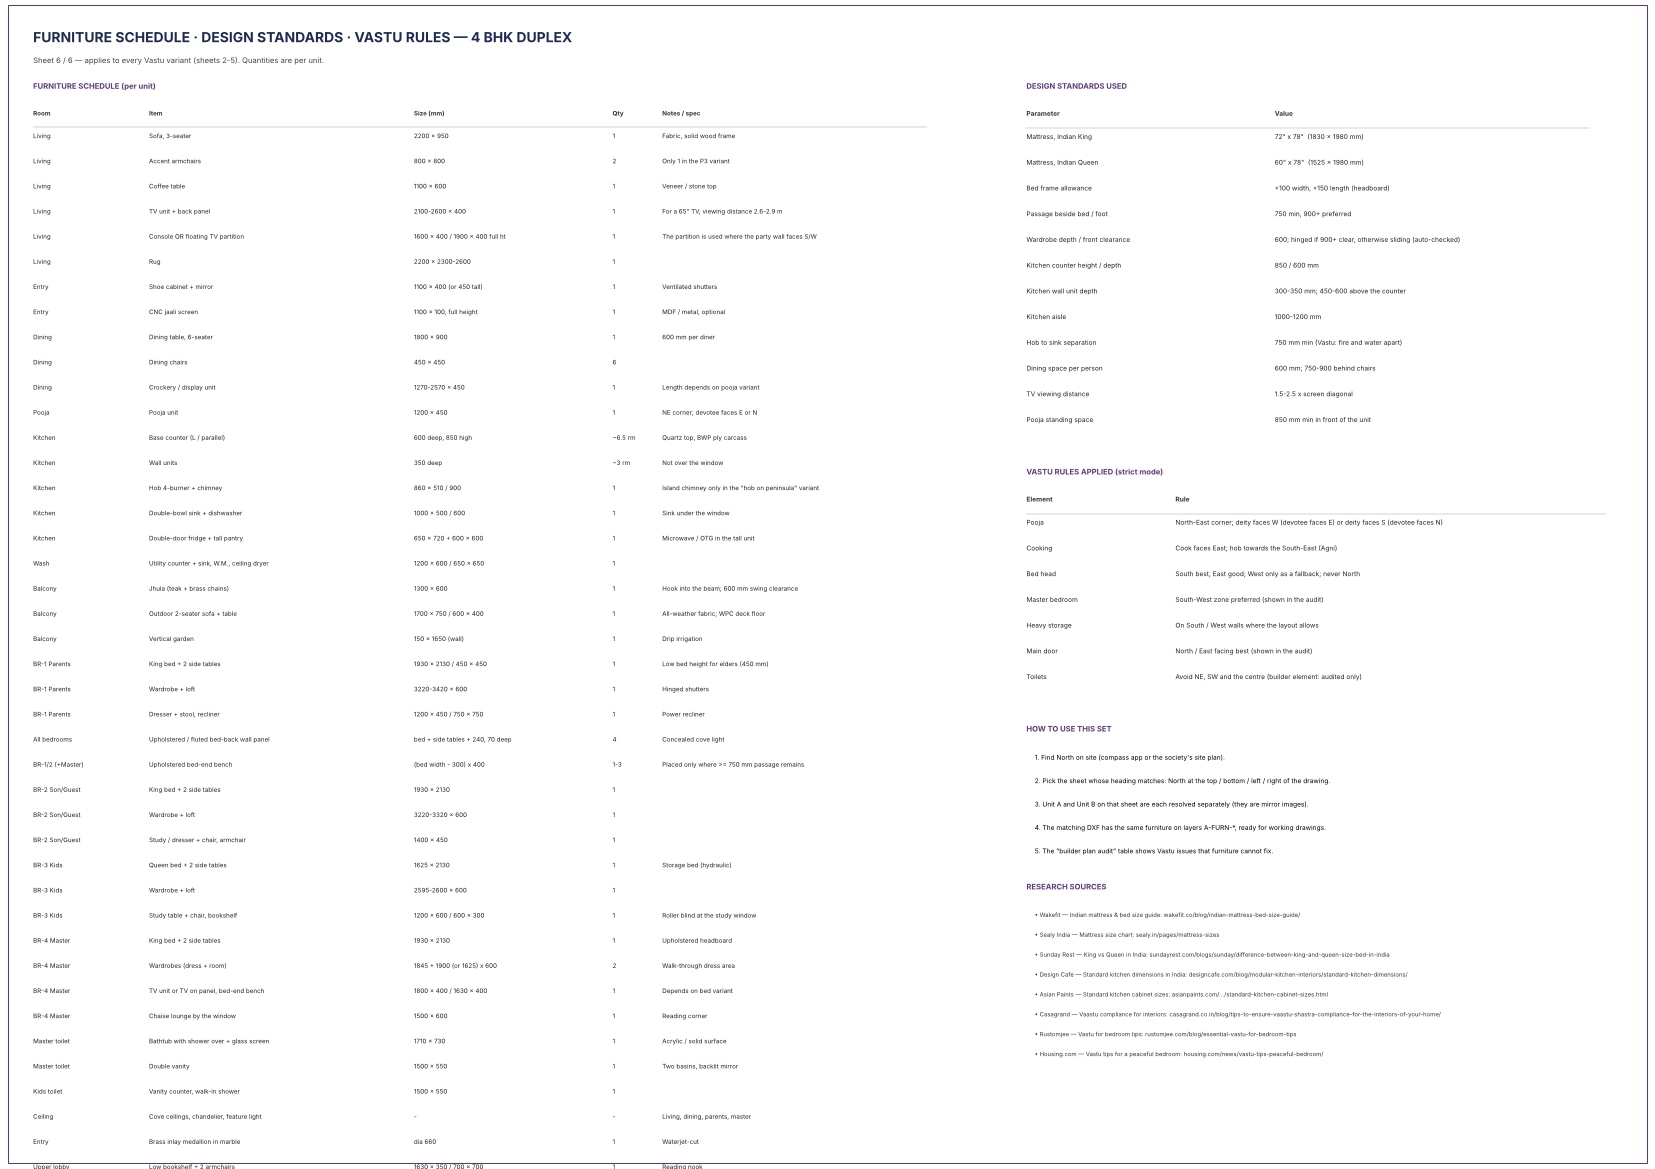 FURNITURE SCHEDULE · DESIGN STANDARDS · VASTU RULES — 4 BHK DUPLEX
Sheet 6 / 6 — applies to every Vastu variant (sheets 2-5). Quantities are per unit.
FURNITURE SCHEDULE (per unit)
Room Item Size (mm) Qty Notes / spec
Living Sofa, 3-seater 2200 × 950 1 Fabric, solid wood frame
Living Accent armchairs 800 × 800 2 Only 1 in the P3 variant
Living Coffee table 1100 × 600 1 Veneer / stone top
Living TV unit + back panel 2100-2600 × 400 1 For a 65" TV, viewing distance 2.6-2.9 m
Living Console OR floating TV partition 1600 × 400 / 1900 × 400 full ht 1 The partition is used where the party wall faces S/W
Living Rug 2200 × 2300-2600 1
Entry Shoe cabinet + mirror 1100 × 400 (or 450 tall) 1 Ventilated shutters
Entry CNC jaali screen 1100 × 100, full height 1 MDF / metal, optional
Dining Dining table, 6-seater 1800 × 900 1 600 mm per diner
Dining Dining chairs 450 × 450 6
Dining Crockery / display unit 1270-2570 × 450 1 Length depends on pooja variant
Pooja Pooja unit 1200 × 450 1 NE corner; devotee faces E or N
Kitchen Base counter (L / parallel) 600 deep, 850 high ~6.5 rm Quartz top, BWP ply carcass
Kitchen Wall units 350 deep ~3 rm Not over the window
Kitchen Hob 4-burner + chimney 860 × 510 / 900 1 Island chimney only in the "hob on peninsula" variant
Kitchen Double-bowl sink + dishwasher 1000 × 500 / 600 1 Sink under the window
Kitchen Double-door fridge + tall pantry 650 × 720 + 600 × 600 1 Microwave / OTG in the tall unit
Wash Utility counter + sink, W.M., ceiling dryer 1200 × 600 / 650 × 650 1
Balcony Jhula (teak + brass chains) 1300 × 600 1 Hook into the beam; 600 mm swing clearance
Balcony Outdoor 2-seater sofa + table 1700 × 750 / 600 × 400 1 All-weather fabric; WPC deck floor
Balcony Vertical garden 150 × 1650 (wall) 1 Drip irrigation
BR-1 Parents King bed + 2 side tables 1930 × 2130 / 450 × 450 1 Low bed height for elders (450 mm)
BR-1 Parents Wardrobe + loft 3220-3420 × 600 1 Hinged shutters
BR-1 Parents Dresser + stool, recliner 1200 × 450 / 750 × 750 1 Power recliner
All bedrooms Upholstered / fluted bed-back wall panel bed + side tables + 240, 70 deep 4 Concealed cove light
BR-1/2 (+Master) Upholstered bed-end bench (bed width - 300) x 400 1-3 Placed only where >= 750 mm passage remains
BR-2 Son/Guest King bed + 2 side tables 1930 × 2130 1
BR-2 Son/Guest Wardrobe + loft 3220-3320 × 600 1
BR-2 Son/Guest Study / dresser + chair, armchair 1400 × 450 1
BR-3 Kids Queen bed + 2 side tables 1625 × 2130 1 Storage bed (hydraulic)
BR-3 Kids Wardrobe + loft 2595-2600 × 600 1
BR-3 Kids Study table + chair, bookshelf 1200 × 600 / 600 × 300 1 Roller blind at the study window
BR-4 Master King bed + 2 side tables 1930 × 2130 1 Upholstered headboard
BR-4 Master Wardrobes (dress + room) 1845 + 1900 (or 1625) x 600 2 Walk-through dress area
BR-4 Master TV unit or TV on panel, bed-end bench 1800 × 400 / 1630 × 400 1 Depends on bed variant
BR-4 Master Chaise lounge by the window 1500 × 600 1 Reading corner
Master toilet Bathtub with shower over + glass screen 1710 × 730 1 Acrylic / solid surface
Master toilet Double vanity 1500 × 550 1 Two basins, backlit mirror
Kids toilet Vanity counter, walk-in shower 1500 × 550 1
Ceiling Cove ceilings, chandelier, feature light - - Living, dining, parents, master
Entry Brass inlay medallion in marble dia 660 1 Waterjet-cut
Upper lobby Low bookshelf + 2 armchairs 1630 × 350 / 700 × 700 1 Reading nook
DESIGN STANDARDS USED
Parameter Value
Mattress, Indian King 72" x 78" (1830 × 1980 mm)
Mattress, Indian Queen 60" x 78" (1525 × 1980 mm)
Bed frame allowance +100 width, +150 length (headboard)
Passage beside bed / foot 750 min, 900+ preferred
Wardrobe depth / front clearance 600; hinged if 900+ clear, otherwise sliding (auto-checked)
Kitchen counter height / depth 850 / 600 mm
Kitchen wall unit depth 300-350 mm; 450-600 above the counter
Kitchen aisle 1000-1200 mm
Hob to sink separation 750 mm min (Vastu: fire and water apart)
Dining space per person 600 mm; 750-900 behind chairs
TV viewing distance 1.5-2.5 x screen diagonal
Pooja standing space 850 mm min in front of the unit
VASTU RULES APPLIED (strict mode)
Element Rule
Pooja North-East corner; deity faces W (devotee faces E) or deity faces S (devotee faces N)
Cooking Cook faces East; hob towards the South-East (Agni)
Bed head South best, East good; West only as a fallback; never North
Master bedroom South-West zone preferred (shown in the audit)
Heavy storage On South / West walls where the layout allows
Main door North / East facing best (shown in the audit)
Toilets Avoid NE, SW and the centre (builder element: audited only)
HOW TO USE THIS SET
1. Find North on site (compass app or the society's site plan).
2. Pick the sheet whose heading matches: North at the top / bottom / left / right of the drawing.
3. Unit A and Unit B on that sheet are each resolved separately (they are mirror images).
4. The matching DXF has the same furniture on layers A-FURN-*, ready for working drawings.
5. The "builder plan audit" table shows Vastu issues that furniture cannot fix.
RESEARCH SOURCES
• Wakefit — Indian mattress & bed size guide: wakefit.co/blog/indian-mattress-bed-size-guide/
• Sealy India — Mattress size chart: sealy.in/pages/mattress-sizes
• Sunday Rest — King vs Queen in India: sundayrest.com/blogs/sunday/difference-between-king-and-queen-size-bed-in-india
• Design Cafe — Standard kitchen dimensions in India: designcafe.com/blog/modular-kitchen-interiors/standard-kitchen-dimensions/
• Asian Paints — Standard kitchen cabinet sizes: asianpaints.com/.../standard-kitchen-cabinet-sizes.html
• Casagrand — Vaastu compliance for interiors: casagrand.co.in/blog/tips-to-ensure-vaastu-shastra-compliance-for-the-interiors-of-your-home/
• Rustomjee — Vastu for bedroom tips: rustomjee.com/blog/essential-vastu-for-bedroom-tips
• Housing.com — Vastu tips for a peaceful bedroom: housing.com/news/vastu-tips-peaceful-bedroom/